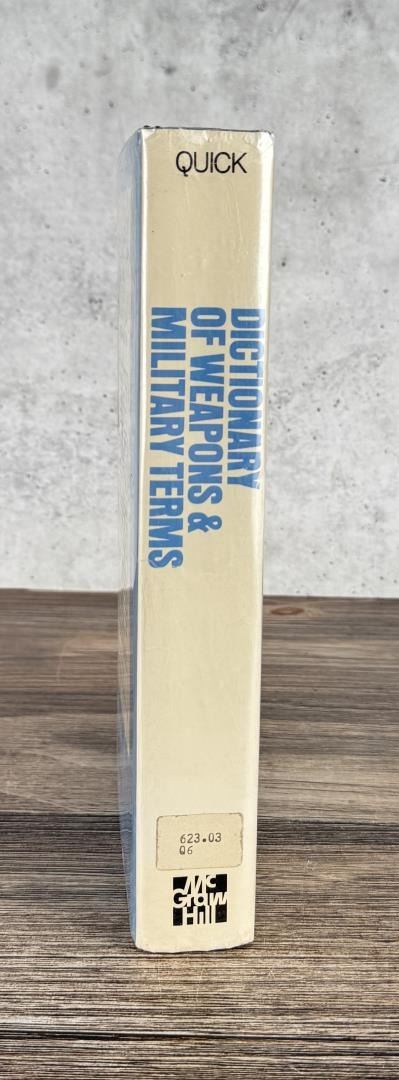 QUICK
DICTIONARY
OF WEAPONS &
MILITARY TERMS
623.03
Q6
Mc
Graw
Hill